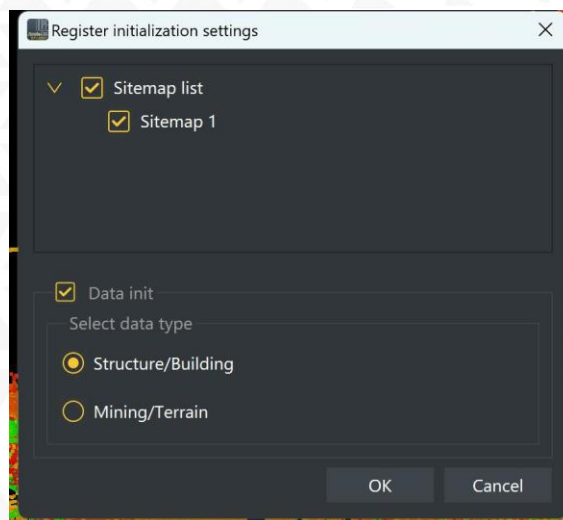 Register initialization settings
Sitemap list
Sitemap 1
Data init
Select data type
Structure/Building
Mining/Terrain
OK
Cancel